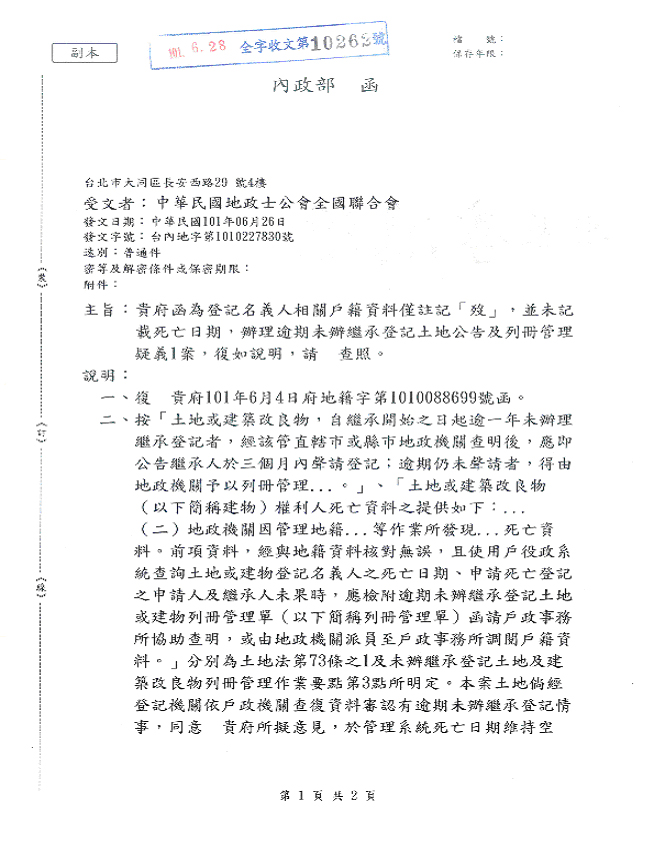 副本
101. 6.28 全字收文第10262號
檔　　號：
保存年限：
內政部　函
台北市大同區長安西路29 號4樓
受文者：中華民國地政士公會全國聯合會
發文日期：中華民國101年06月26日
發文字號：台內地字第1010227830號
速別：普通件
密等及解密條件或保密期限：
附件：
主旨：貴府函為登記名義人相關戶籍資料僅註記「歿」，並未記
載死亡日期，辦理逾期未辦繼承登記土地公告及列冊管理
疑義1案，復如說明，請　查照。
說明：
一、復　貴府101年6月4日府地籍字第1010088699號函。
二、按「土地或建築改良物，自繼承開始之日起逾一年未辦理
繼承登記者，經該管直轄市或縣市地政機關查明後，應即
公告繼承人於三個月內聲請登記；逾期仍未聲請者，得由
地政機關予以列冊管理...。」、「土地或建築改良物
（以下簡稱建物）權利人死亡資料之提供如下：...
（二）地政機關因管理地籍...等作業所發現...死亡資
料。前項資料，經與地籍資料核對無誤，且使用戶役政系
統查詢土地或建物登記名義人之死亡日期、申請死亡登記
之申請人及繼承人未果時，應檢附逾期未辦繼承登記土地
或建物列冊管理單（以下簡稱列冊管理單）函請戶政事務
所協助查明，或由地政機關派員至戶政事務所調閱戶籍資
料。」分別為土地法第73條之1及未辦繼承登記土地及建
築改良物列冊管理作業要點第3點所明定。本案土地倘經
登記機關依戶政機關查復資料審認有逾期未辦繼承登記情
事，同意　貴府所擬意見，於管理系統死亡日期維持空
（裝）
（訂）
（線）
第 1 頁 共 2 頁